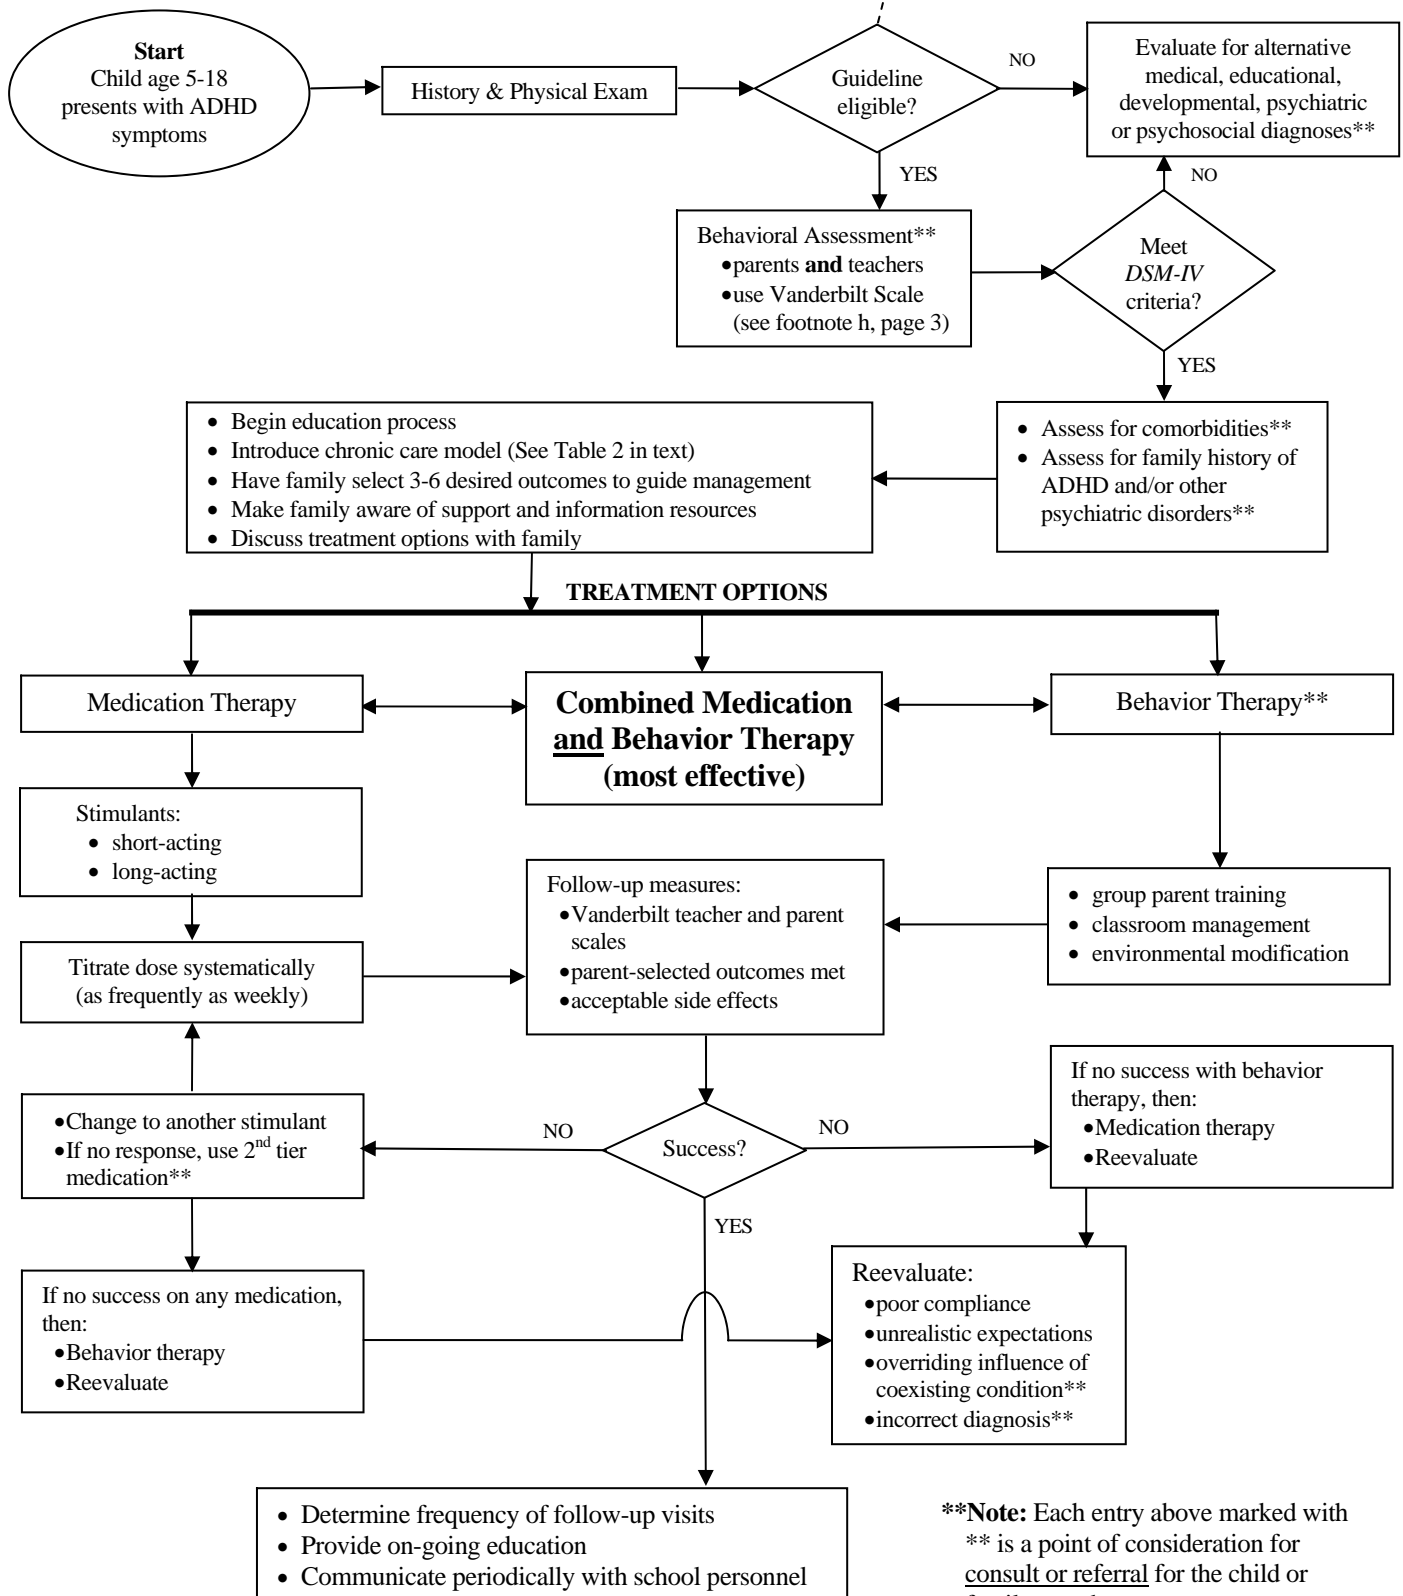 Start
Child age 5-18
presents with ADHD
symptoms
History & Physical Exam
Guideline
eligible?
NO
Evaluate for alternative
medical, educational,
developmental, psychiatric
or psychosocial diagnoses**
YES
NO
Behavioral Assessment**
•parents and teachers
•use Vanderbilt Scale
(see footnote h, page 3)
Meet
DSM-IV
criteria?
YES
• Begin education process
• Introduce chronic care model (See Table 2 in text)
• Have family select 3-6 desired outcomes to guide management
• Make family aware of support and information resources
• Discuss treatment options with family
• Assess for comorbidities**
• Assess for family history of
ADHD and/or other
psychiatric disorders**
TREATMENT OPTIONS
Medication Therapy
Combined Medication
and Behavior Therapy
(most effective)
Behavior Therapy**
Stimulants:
• short-acting
• long-acting
Follow-up measures:
•Vanderbilt teacher and parent
scales
•parent-selected outcomes met
•acceptable side effects
• group parent training
• classroom management
• environmental modification
Titrate dose systematically
(as frequently as weekly)
•Change to another stimulant
•If no response, use 2nd tier
medication**
NO
Success?
NO
If no success with behavior
therapy, then:
•Medication therapy
•Reevaluate
YES
If no success on any medication,
then:
•Behavior therapy
•Reevaluate
Reevaluate:
•poor compliance
•unrealistic expectations
•overriding influence of
coexisting condition**
•incorrect diagnosis**
• Determine frequency of follow-up visits
• Provide on-going education
• Communicate periodically with school personnel
**Note: Each entry above marked with
** is a point of consideration for
consult or referral for the child or